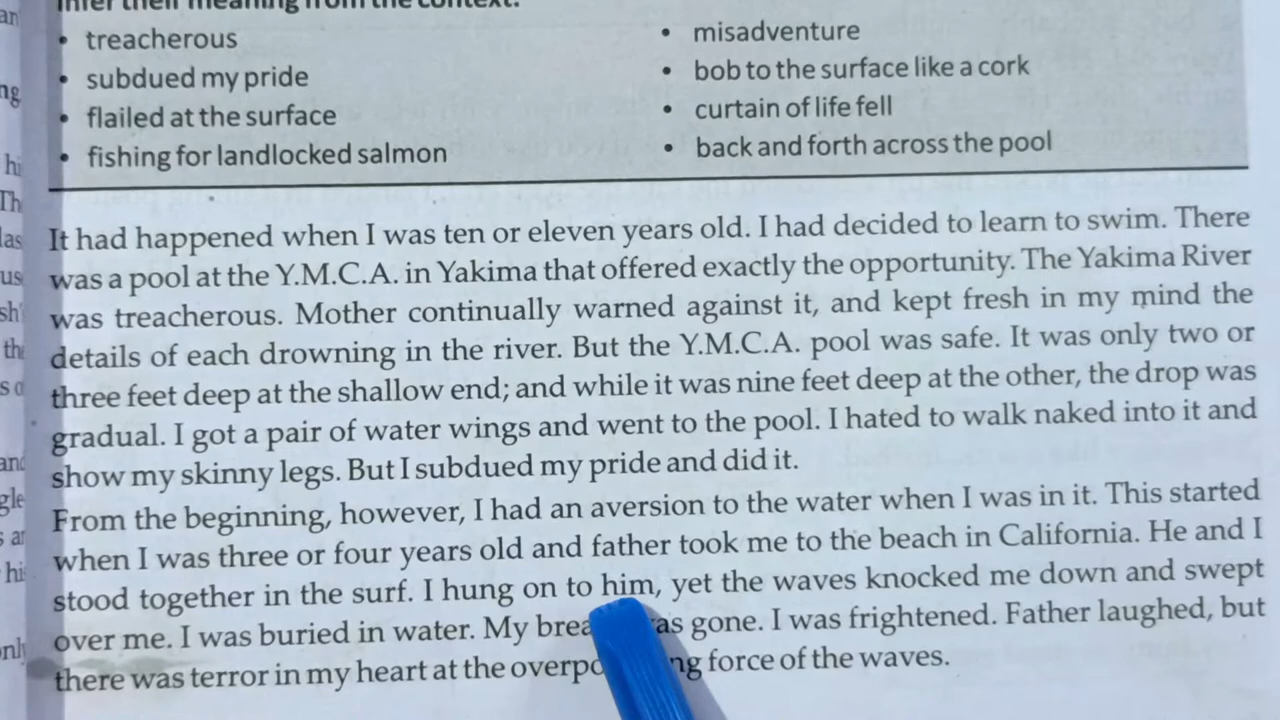 infer their meaning from the context.
• treacherous
• subdued my pride
• flailed at the surface
• fishing for landlocked salmon
• misadventure
• bob to the surface like a cork
• curtain of life fell
• back and forth across the pool
It had happened when I was ten or eleven years old. I had decided to learn to swim. There
was a pool at the Y.M.C.A. in Yakima that offered exactly the opportunity. The Yakima River
was treacherous. Mother continually warned against it, and kept fresh in my mind the
details of each drowning in the river. But the Y.M.C.A. pool was safe. It was only two or
three feet deep at the shallow end; and while it was nine feet deep at the other, the drop was
gradual. I got a pair of water wings and went to the pool. I hated to walk naked into it and
show my skinny legs. But I subdued my pride and did it.
From the beginning, however, I had an aversion to the water when I was in it. This started
when I was three or four years old and father took me to the beach in California. He and I
stood together in the surf. I hung on to him, yet the waves knocked me down and swept
over me. I was buried in water. My gone. I was frightened. Father laughed, but
there was terror in my heart at the force of the waves.